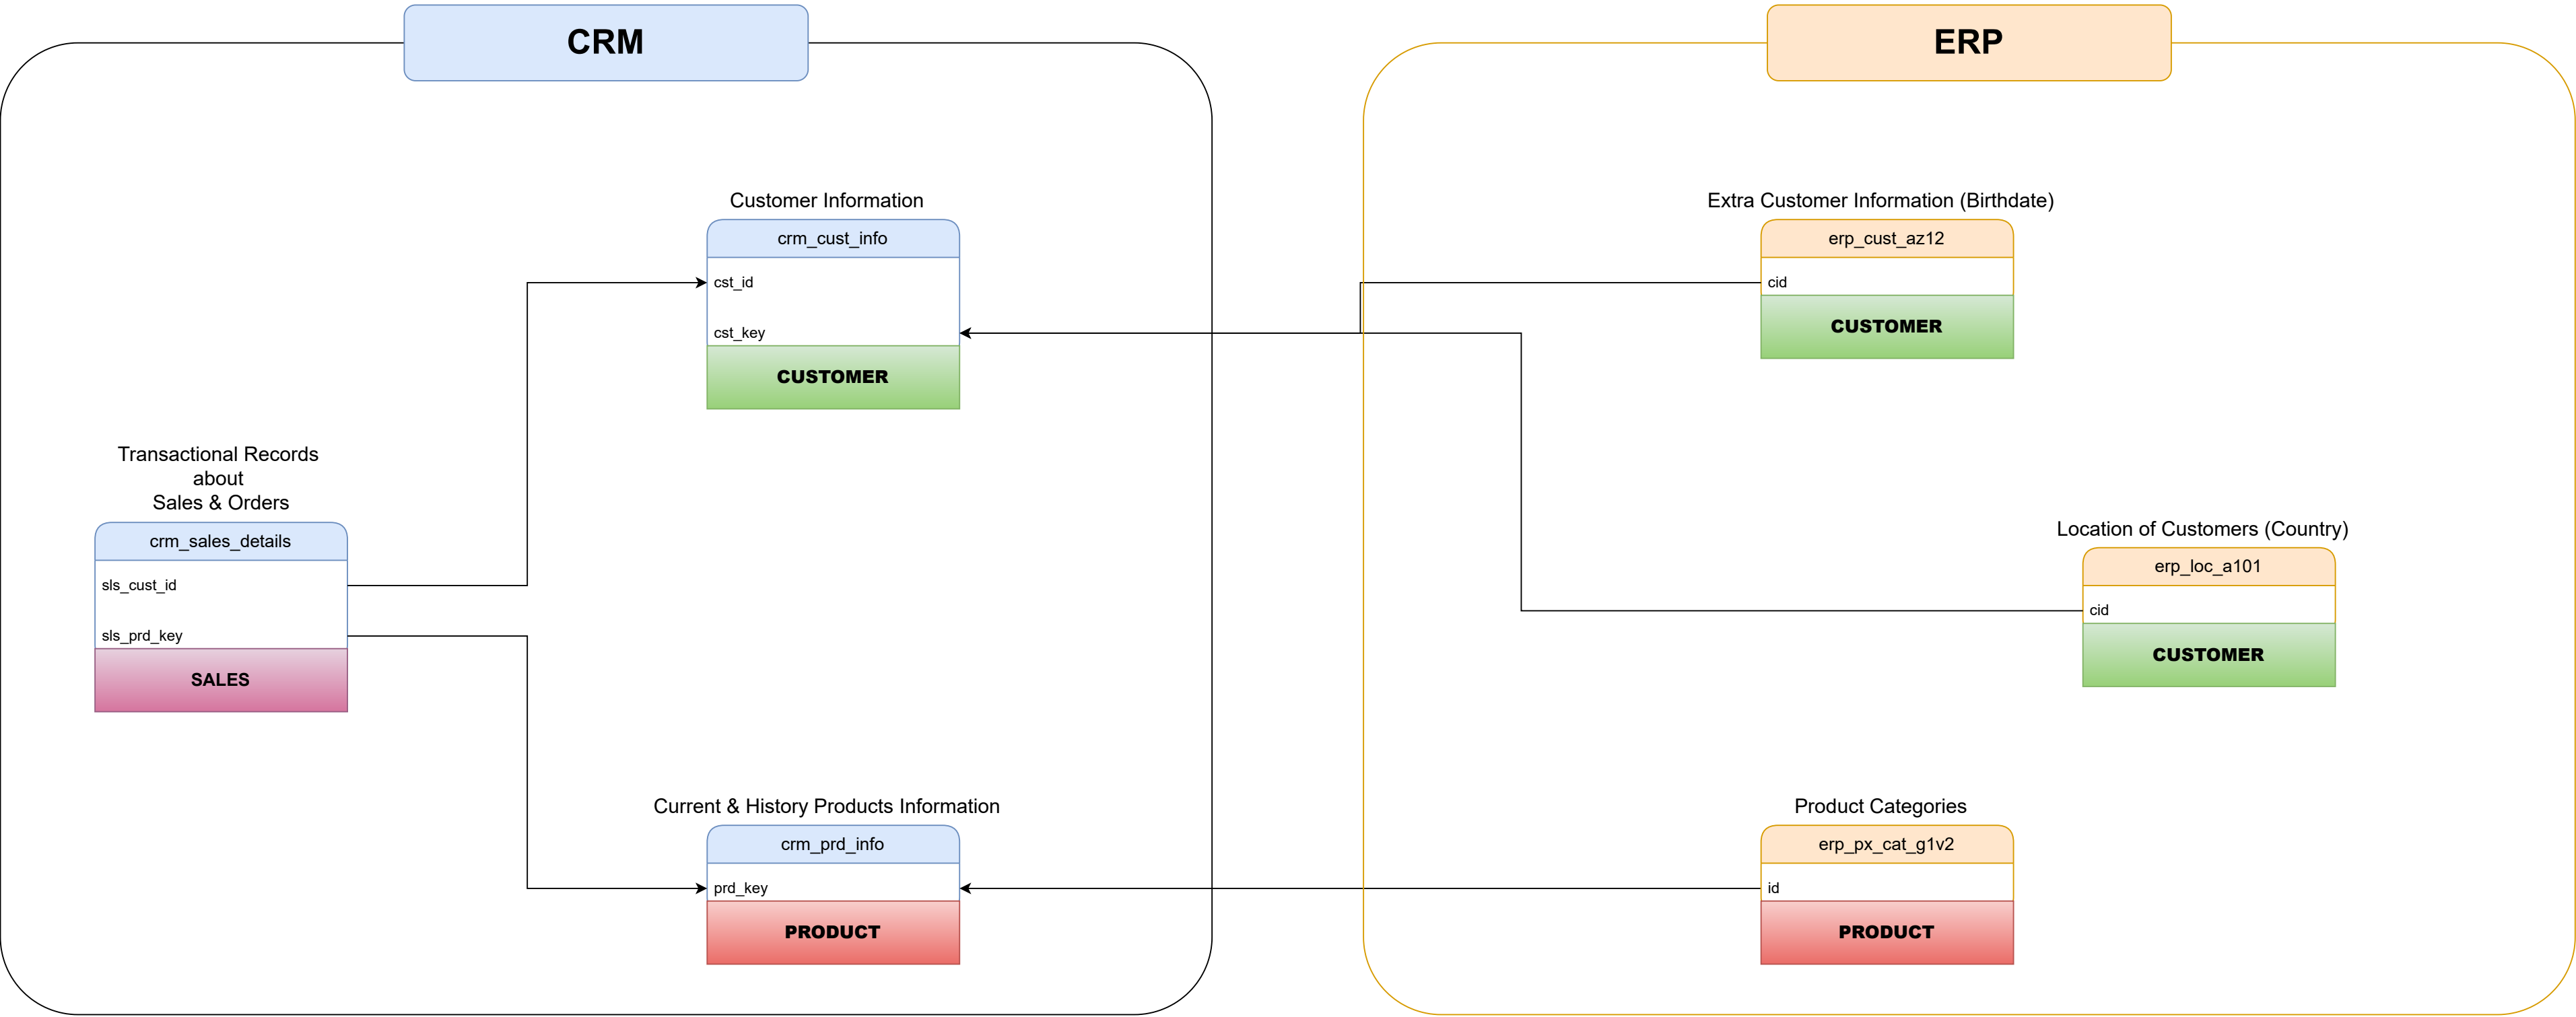 CRM
ERP
Customer Information
crm_cust_info
cst_id
cst_key
CUSTOMER
Transactional Records
about
Sales & Orders
crm_sales_details
sls_cust_id
sls_prd_key
SALES
Current & History Products Information
crm_prd_info
prd_key
PRODUCT
Extra Customer Information (Birthdate)
erp_cust_az12
cid
CUSTOMER
Location of Customers (Country)
erp_loc_a101
cid
CUSTOMER
Product Categories
erp_px_cat_g1v2
id
PRODUCT